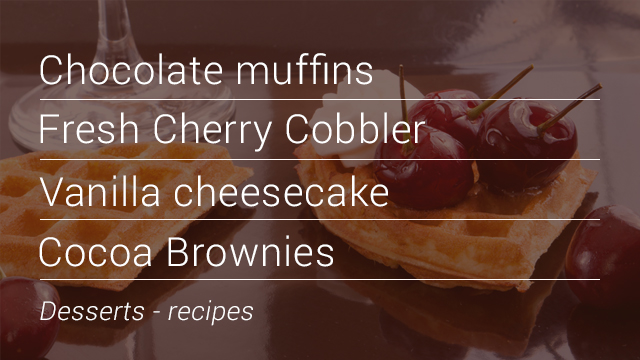 Chocolate muffins
Fresh Cherry Cobbler
Vanilla cheesecake
Cocoa Brownies
Desserts - recipes